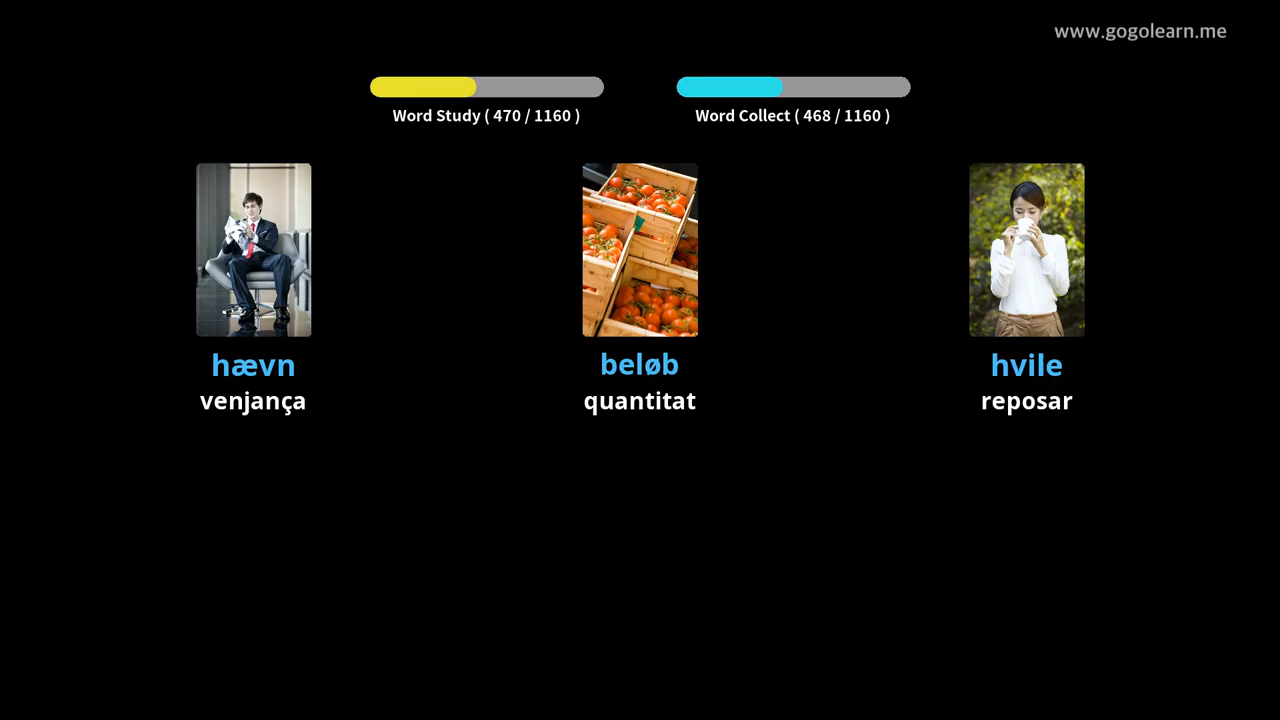 www.gogolearn.me
Word Study ( 470 / 1160 )
Word Collect ( 468 / 1160 )
hævn
venjança
beløb
quantitat
hvile
reposar